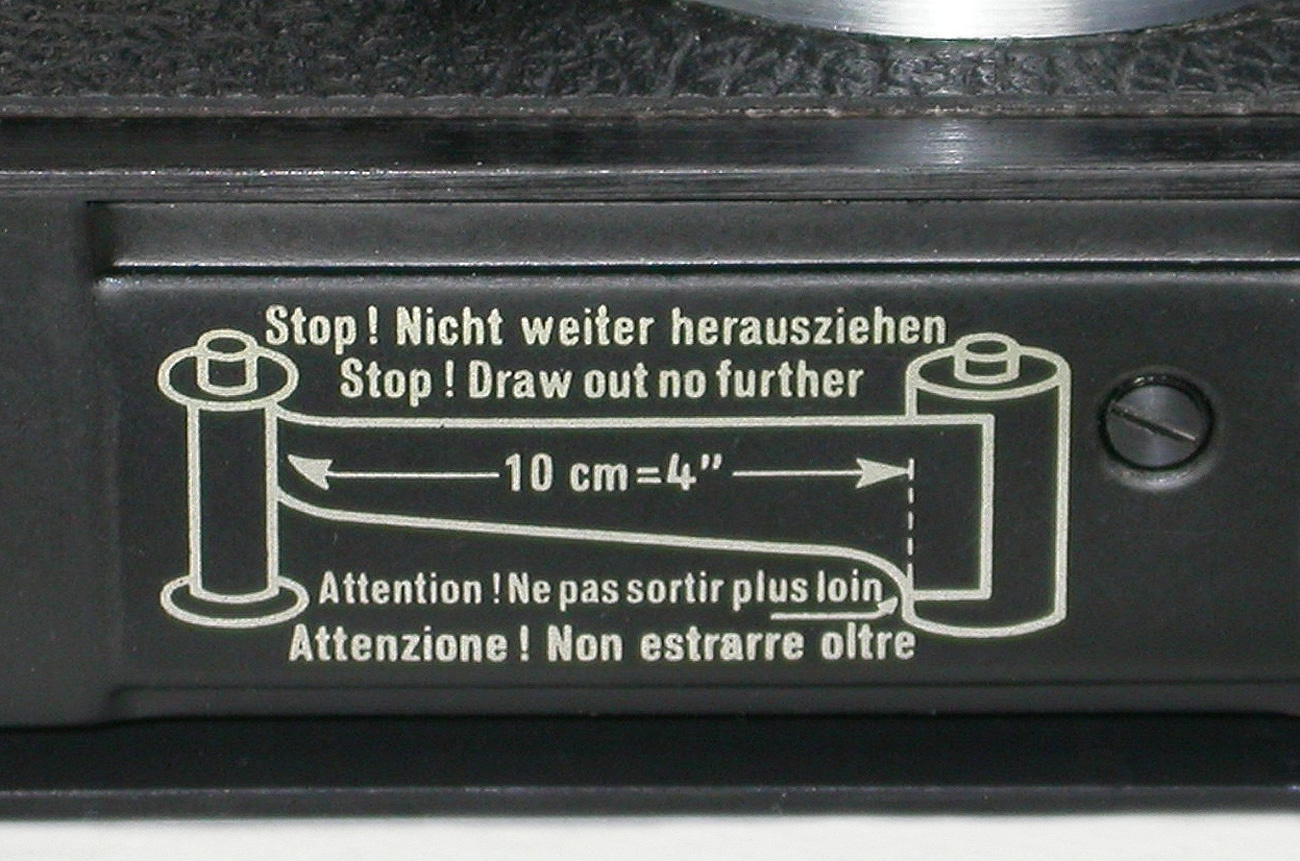 Stop! Nicht weiter herausziehen
Stop! Draw out no further
10 cm=4”
Attention! Ne pas sortir plus loin
Attenzione! Non estrarre oltre